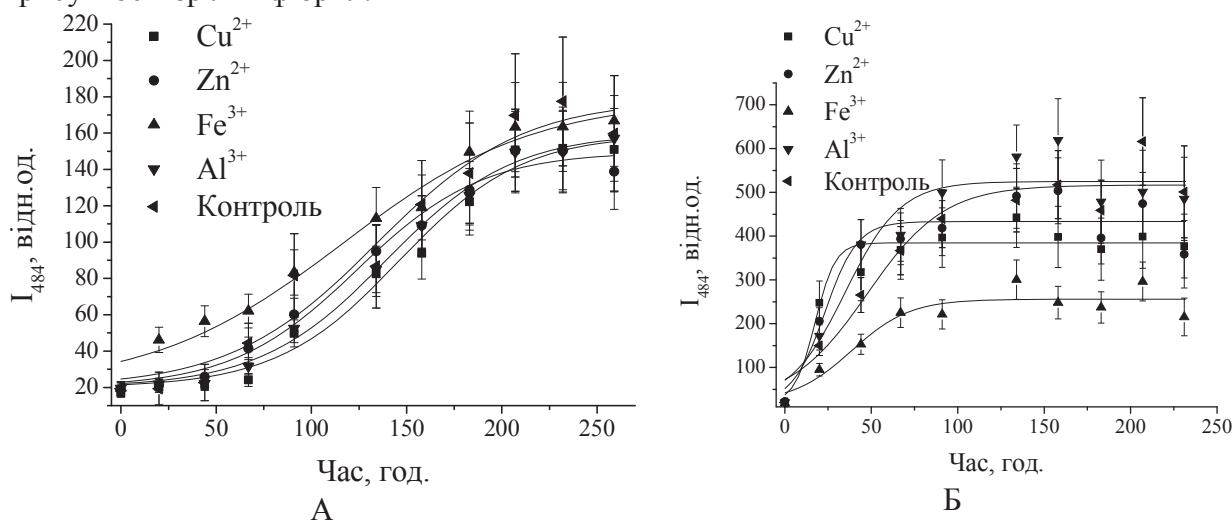 220
200
180
160
140
120
100
80
60
40
20
I484, відн.од.
Cu2+
Zn2+
Fe3+
Al3+
Контроль
0 50 100 150 200 250
Час, год.
А
700
600
500
400
300
200
100
I484, відн.од.
Cu2+
Zn2+
Fe3+
Al3+
Контроль
0 50 100 150 200 250
Час, год.
Б